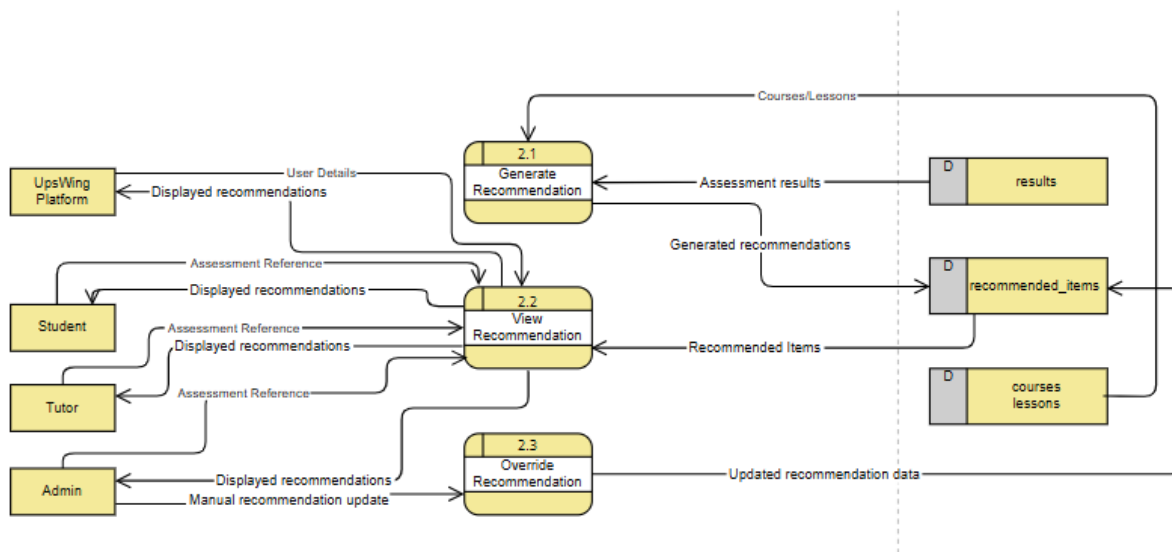 Courses/Lessons
2.1
Generate
Recommendation
D
results
Assessment results
UpsWing
Platform
User Details
Displayed recommendations
Generated recommendations
Assessment Reference
D
recommended_items
Displayed recommendations
2.2
View
Recommendation
Student
Assessment Reference
Displayed recommendations
Recommended Items
D
courses
lessons
Assessment Reference
Tutor
2.3
Override
Recommendation
Displayed recommendations
Updated recommendation data
Admin
Manual recommendation update